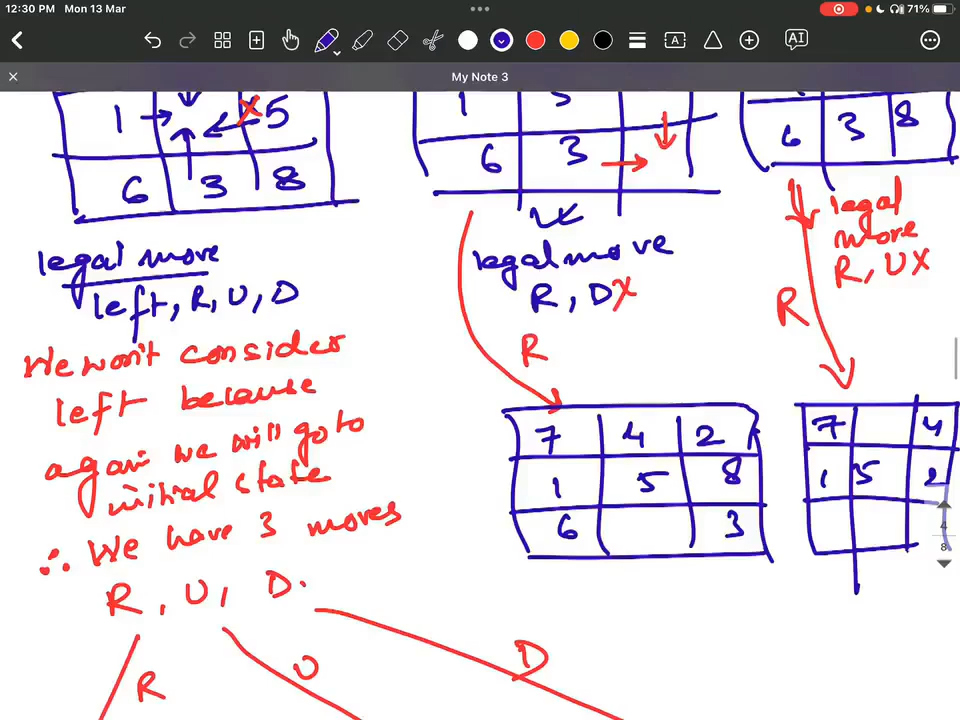 12:30 PM Mon 13 Mar
71%
A
AI
My Note 3
1 5
6 3 8
1
6 3
6 3 8
legal move
left, R, U, D
legal move
R, D X
legal
move
R, U X
We won't consider
left because
again we will go to
initial state
∴ We have 3 moves
R, U, D.
R
R
7 4 2
1 5 8
6 3
7 4
1 5 2
4
8
R
U
D